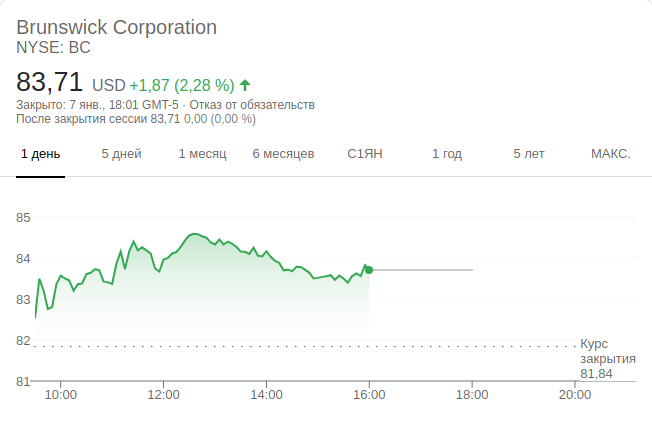 Brunswick Corporation
NYSE: BC
83,71 USD +1,87 (2,28 %)
Закрыто: 7 янв., 18:01 GMT-5 · Отказ от обязательств
После закрытия сессии 83,71 0,00 (0,00 %)
1 день 5 дней 1 месяц 6 месяцев С1ЯН 1 год 5 лет МАКС.
85
84
83
82
Курс
закрытия
81,84
81
10:00 12:00 14:00 16:00 18:00 20:00